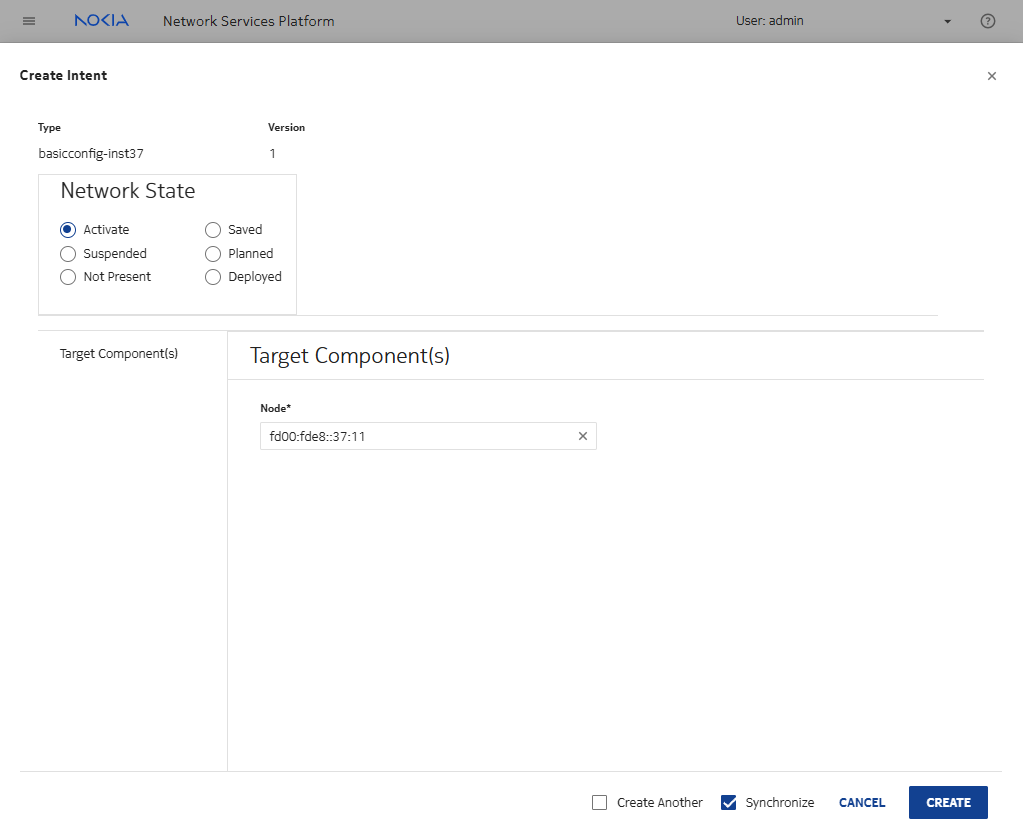 NOKIA Network Services Platform User: admin
Create Intent
Type Version
basicconfig-inst37 1
Network State
Activate Saved
Suspended Planned
Not Present Deployed
Target Component(s) Target Component(s)
Node*
fd00:fde8::37:11
Create Another Synchronize CANCEL CREATE